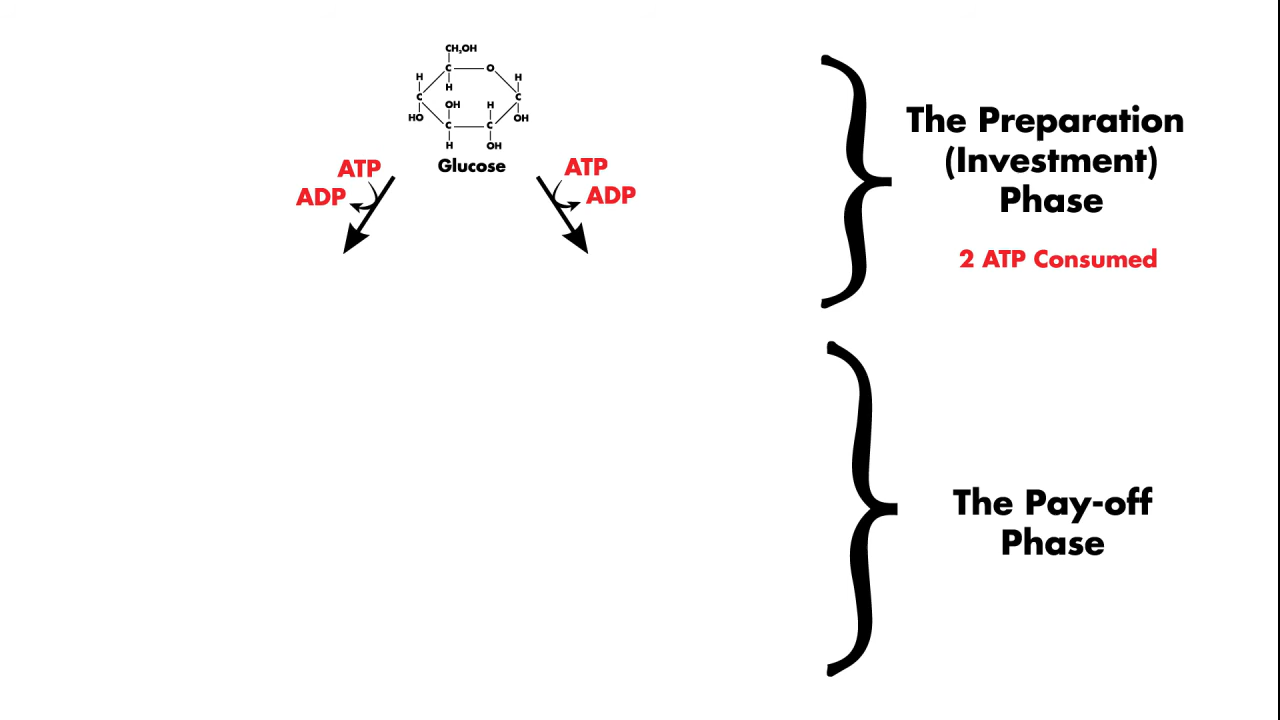 CH₂OH
C
O
H
H
H
C
C
OH
H
HO
OH
C
C
H
OH
Glucose
ATP
ADP
ATP
ADP
The Preparation
(Investment)
Phase
2 ATP Consumed
The Pay-off
Phase